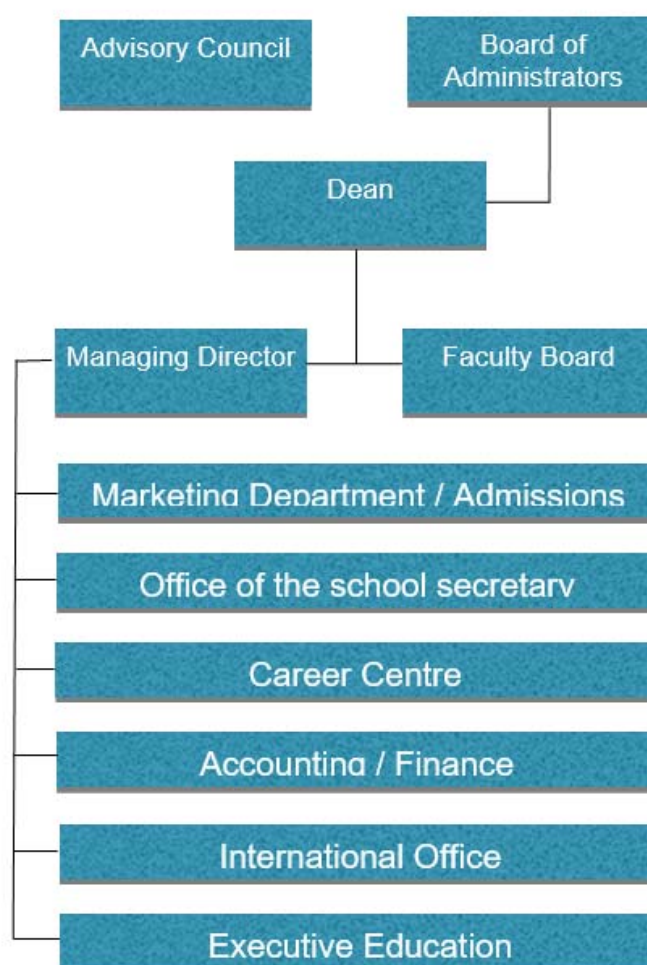 Advisory Council
Board of
Administrators
Dean
Managing Director
Faculty Board
Marketing Department / Admissions
Office of the school secretary
Career Centre
Accounting / Finance
International Office
Executive Education